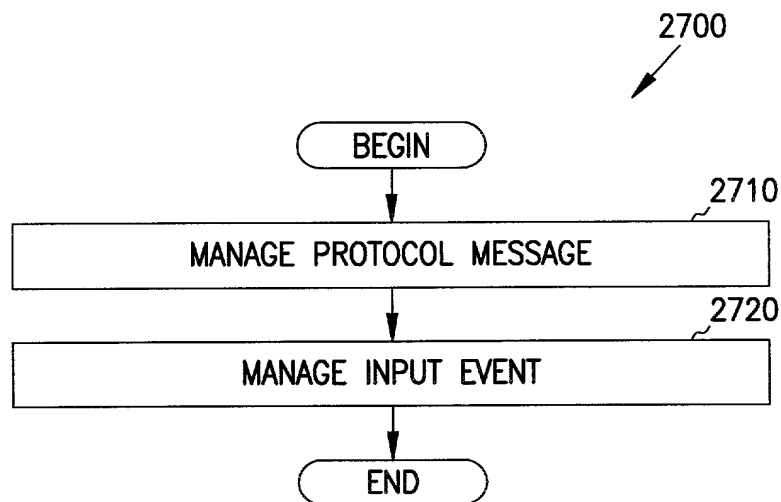 2700
BEGIN
2710
MANAGE PROTOCOL MESSAGE
2720
MANAGE INPUT EVENT
END